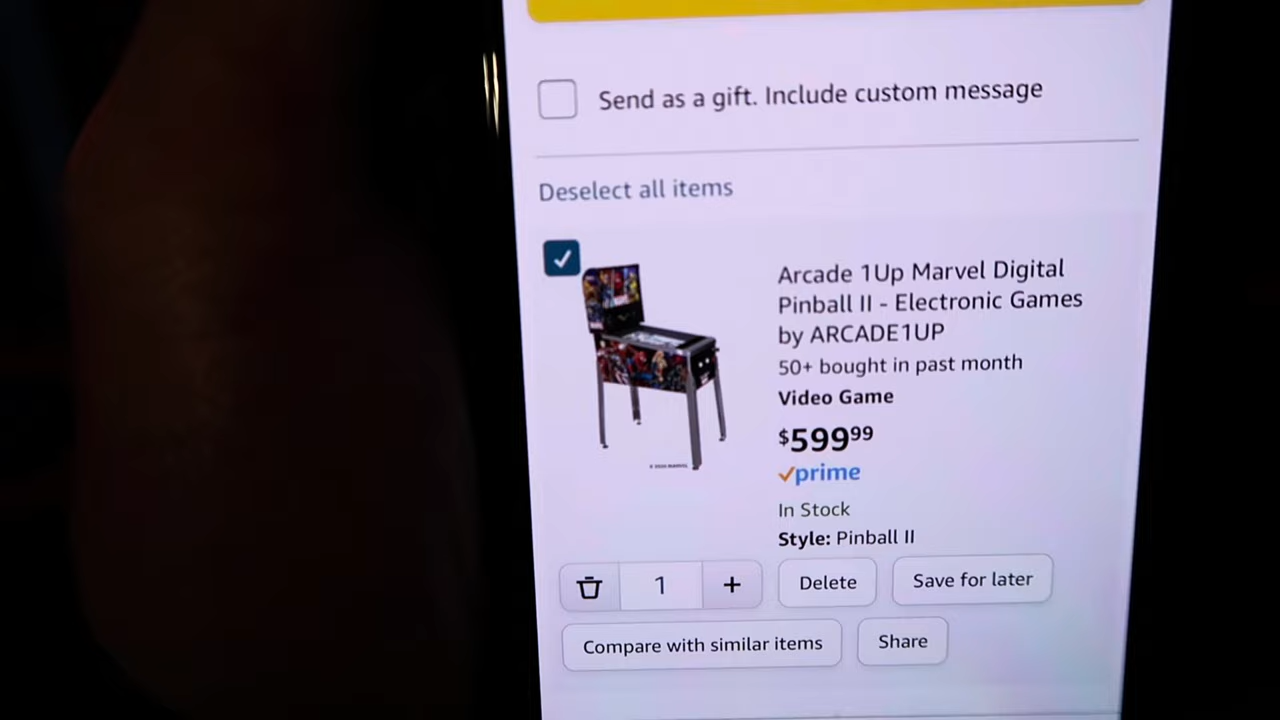 Send as a gift. Include custom message
Deselect all items
Arcade 1Up Marvel Digital
Pinball II - Electronic Games
by ARCADE1UP
50+ bought in past month
Video Game
$599⁹⁹
prime
In Stock
Style: Pinball II
1
+
Delete
Save for later
Compare with similar items
Share